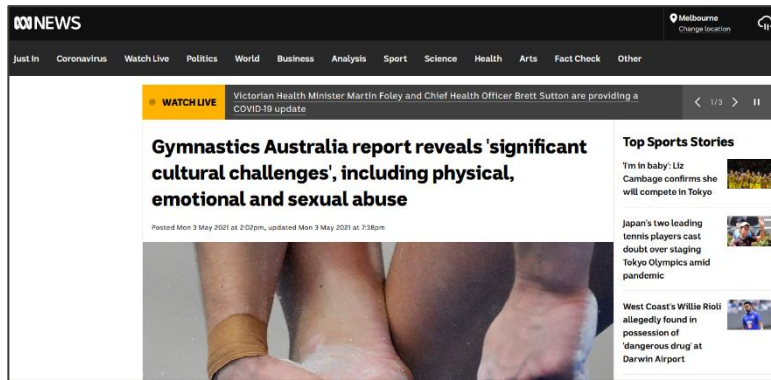 NEWS
Melbourne
Change location
Just In Coronavirus Watch Live Politics World Business Analysis Sport Science Health Arts Fact Check Other
WATCH LIVE
Victorian Health Minister Martin Foley and Chief Health Officer Brett Sutton are providing a
COVID-19 update
1/3
Gymnastics Australia report reveals 'significant
cultural challenges', including physical,
emotional and sexual abuse
Posted Mon 3 May 2021 at 2:02pm, updated Mon 3 May 2021 at 7:38pm
Top Sports Stories
'I'm in baby': Liz
Cambage confirms she
will compete in Tokyo
Japan's two leading
tennis players cast
doubt over staging
Tokyo Olympics amid
pandemic
West Coast's Willie Rioli
allegedly found in
possession of
'dangerous drug' at
Darwin Airport